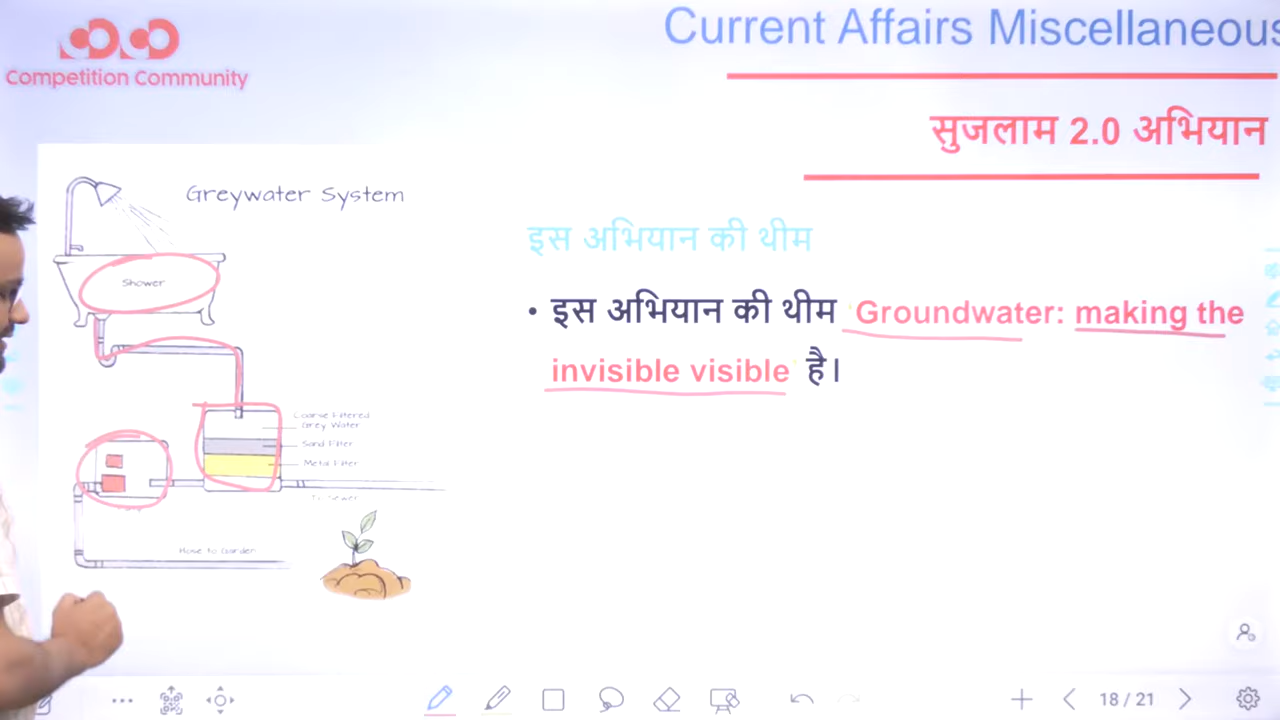 Competition Community
Current Affairs Miscellaneous
सुजलाम 2.0 अभियान
Greywater System
इस अभियान की थीम
Shower
• इस अभियान की थीम 'Groundwater: making the
invisible visible' है।
Coarse Filtered
Grey Water
Sand Filter
Metal Filter
To Sewer
Hose to Garden
18 / 21